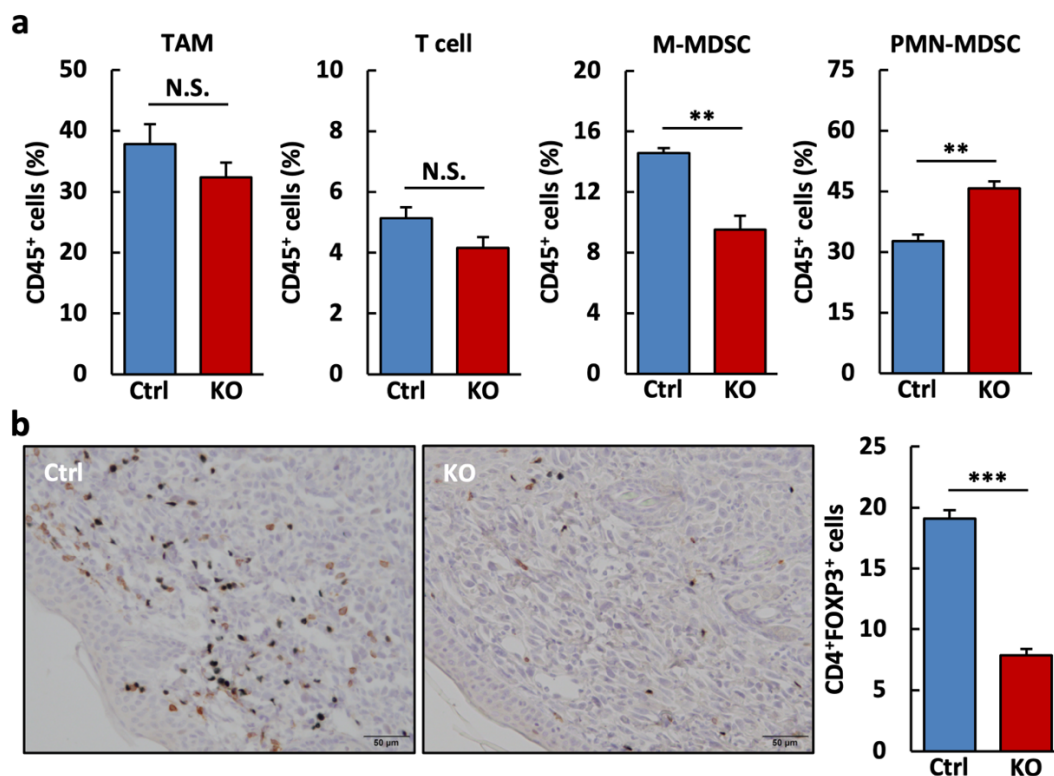 a
TAM
T cell
M-MDSC
PMN-MDSC
CD45+ cells (%)
50
40
30
20
10
0
N.S.
Ctrl
KO
CD45+ cells (%)
10
8
6
4
2
0
N.S.
Ctrl
KO
CD45+ cells (%)
20
16
12
8
4
0
**
Ctrl
KO
CD45+ cells (%)
75
60
45
30
15
0
**
Ctrl
KO
b
Ctrl
50 µm
KO
50 µm
CD4+FOXP3+ cells
25
20
15
10
5
0
***
Ctrl
KO